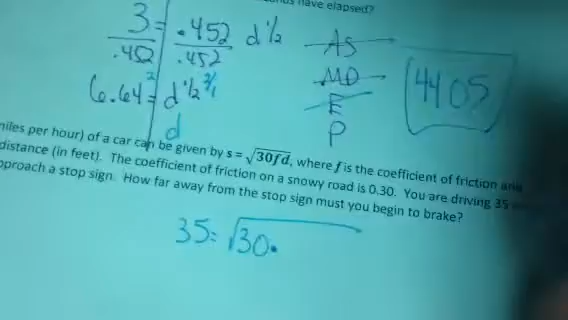 have elapsed?
3 = .452 d^1/2
.452 .452
6.64^2 = d^1/2 ^2/1
d
AS
MD
E
P
4405
miles per hour) of a car can be given by s = √30fd, where f is the coefficient of friction and
distance (in feet). The coefficient of friction on a snowy road is 0.30. You are driving 35
approach a stop sign. How far away from the stop sign must you begin to brake?
35 = √30.